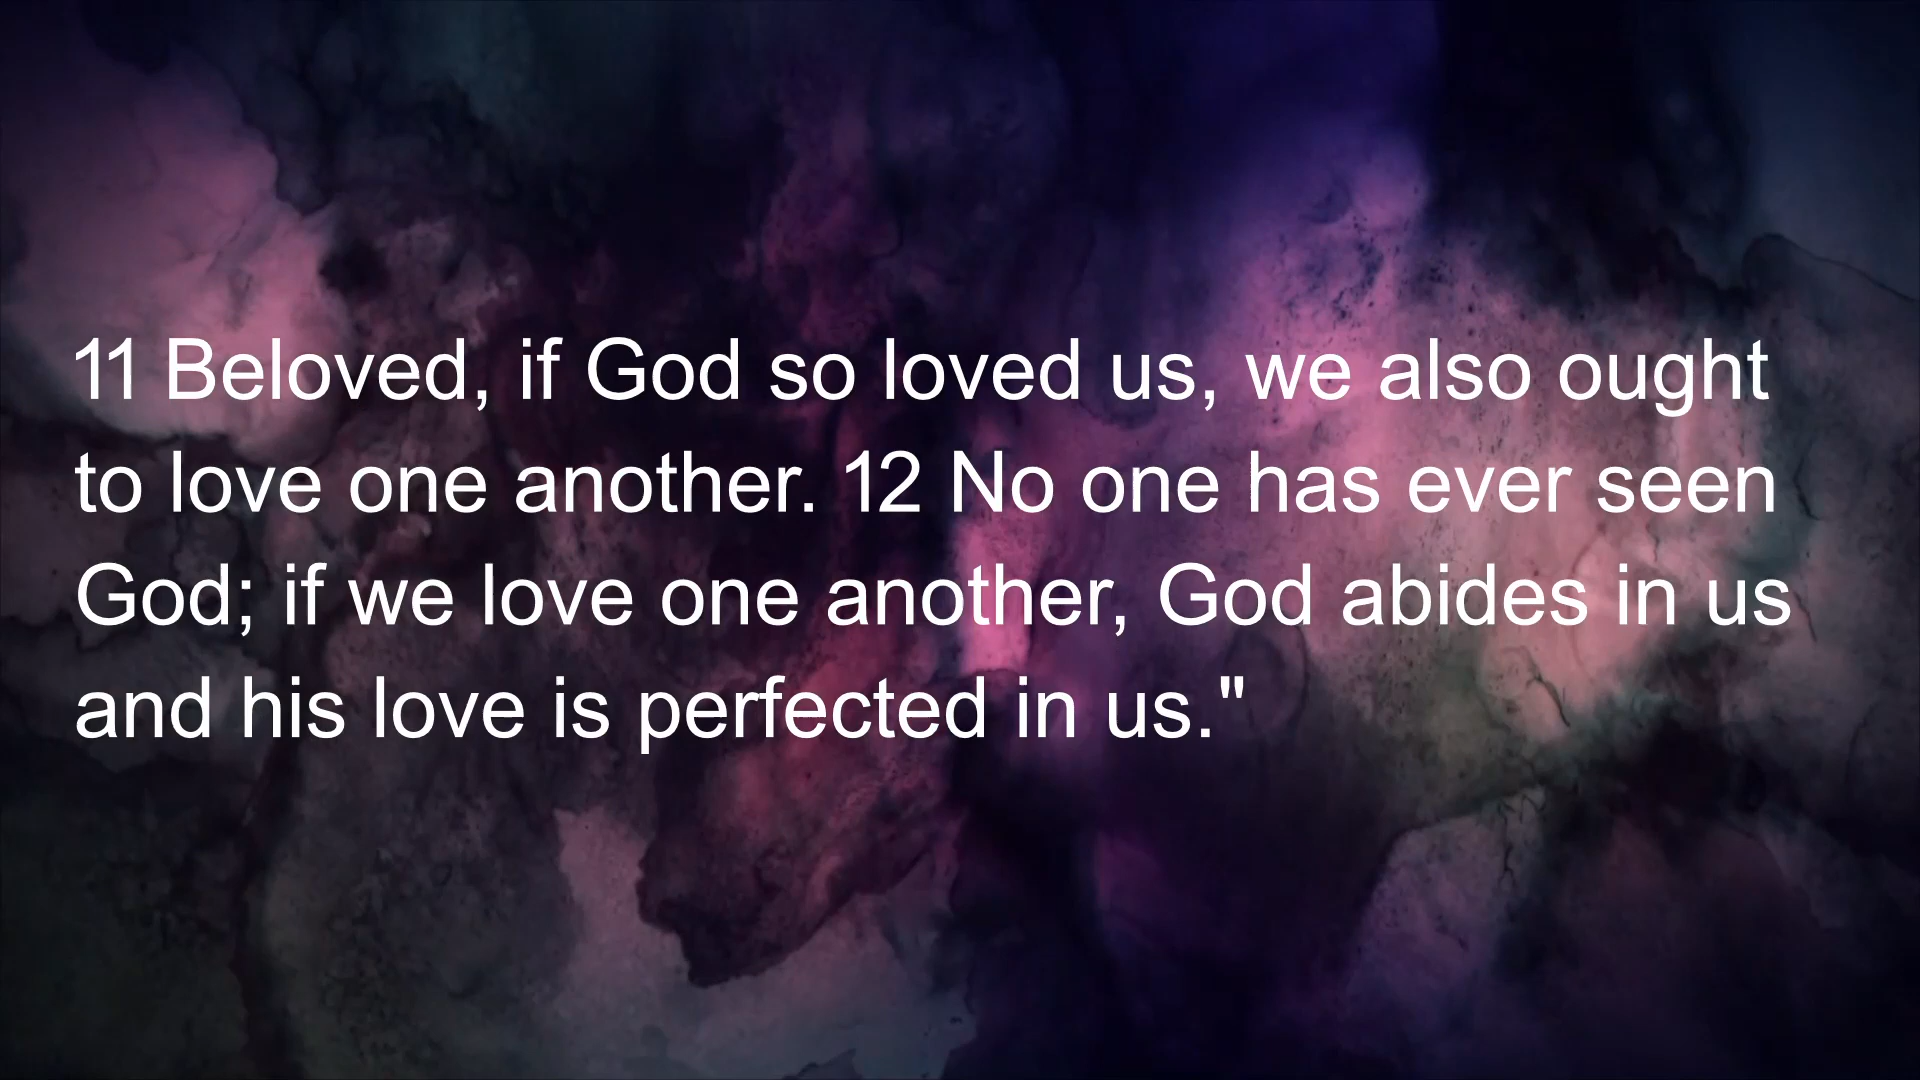 11 Beloved, if God so loved us, we also ought
to love one another. 12 No one has ever seen
God; if we love one another, God abides in us
and his love is perfected in us."